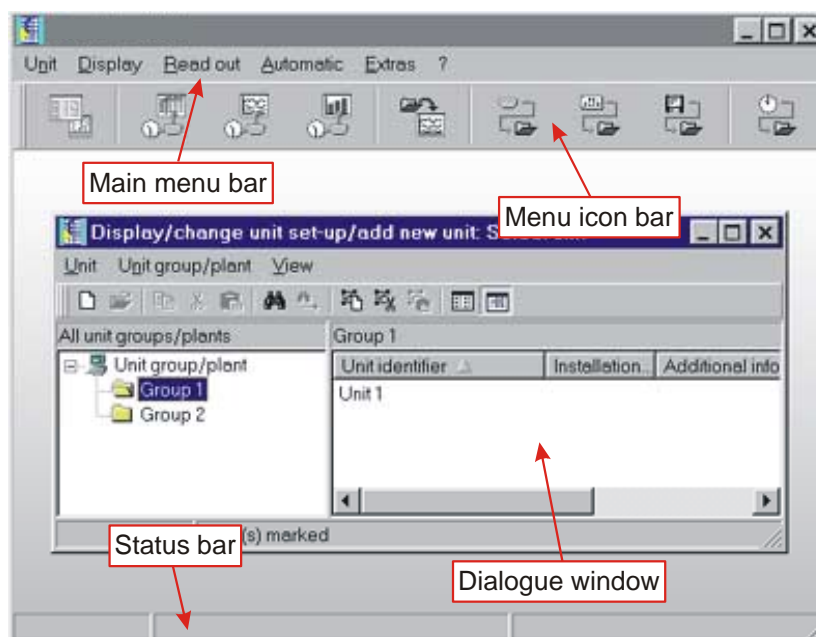 Unit Display Read out Automatic Extras ?
Main menu bar
Menu icon bar
Display/change unit set-up/add new unit:
Unit Unit group/plant View
All unit groups/plants Group 1
Unit group/plant Unit identifier Installation.. Additional info
Group 1 Unit 1
Group 2
Status bar (s) marked
Dialogue window